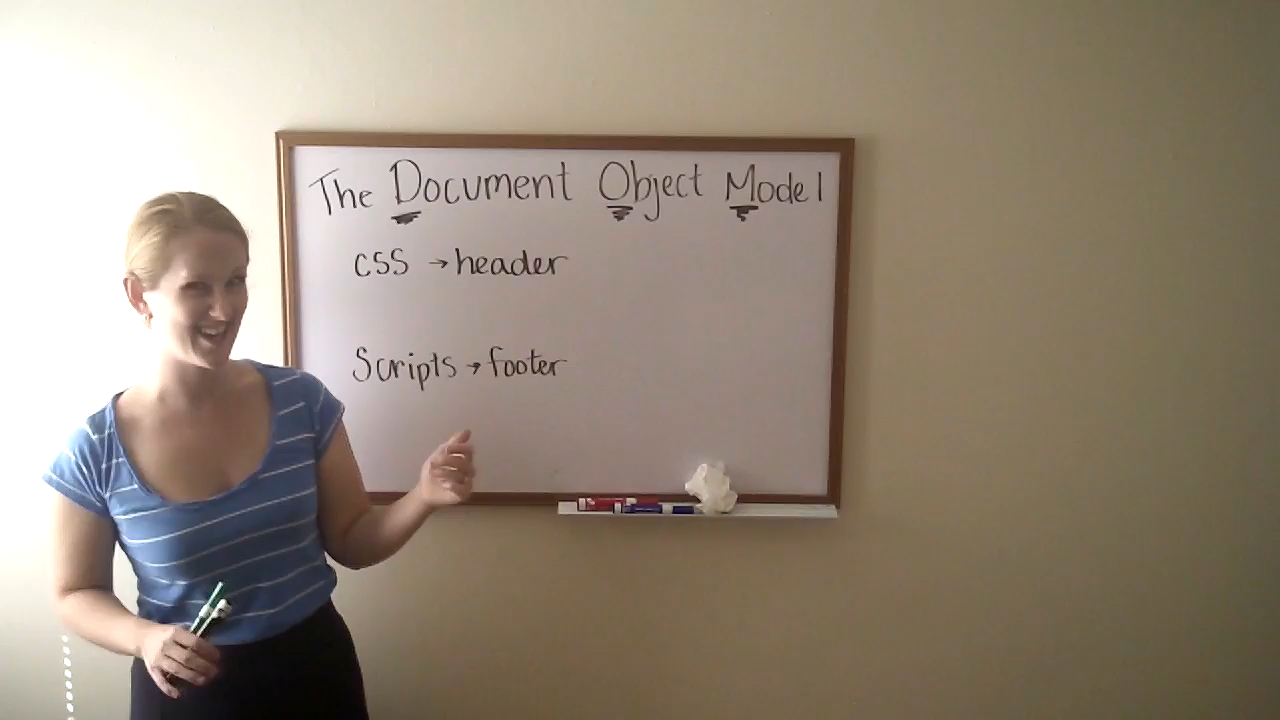 The Document Object Model
CSS → header
Scripts → footer